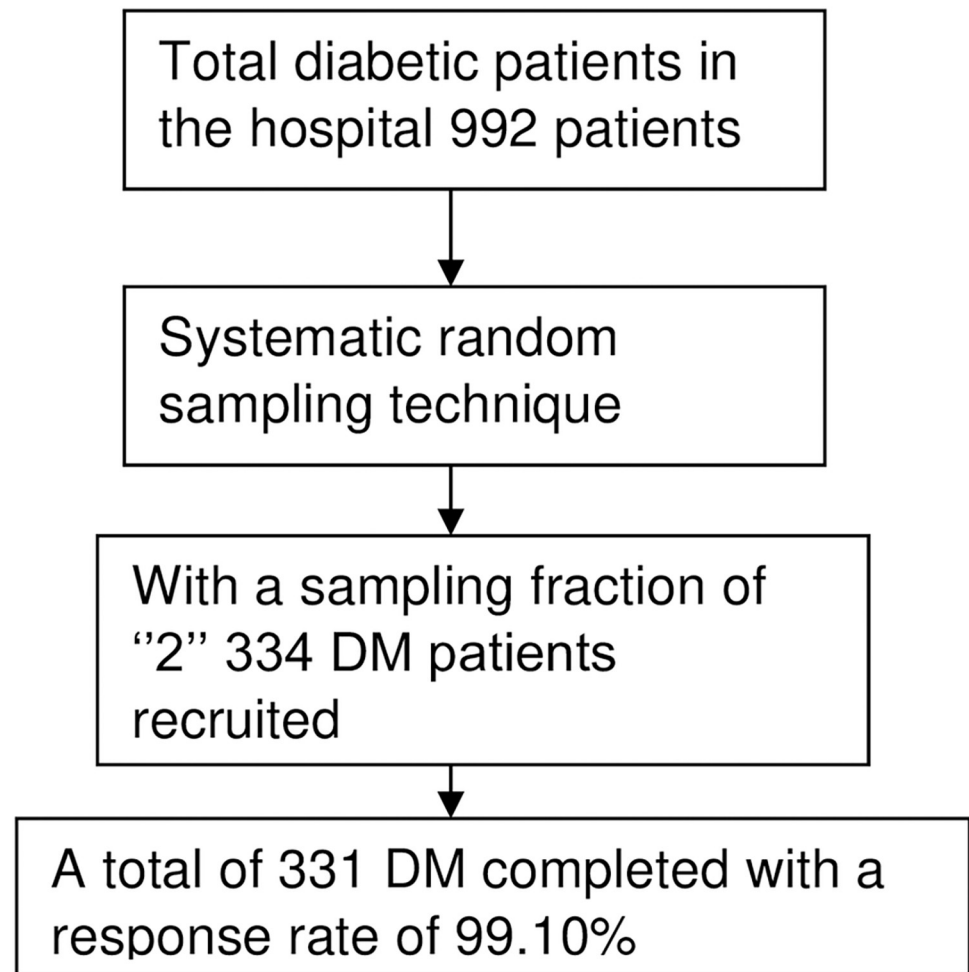 Total diabetic patients in
the hospital 992 patients
Systematic random
sampling technique
With a sampling fraction of
‘’2’’ 334 DM patients
recruited
A total of 331 DM completed with a
response rate of 99.10%